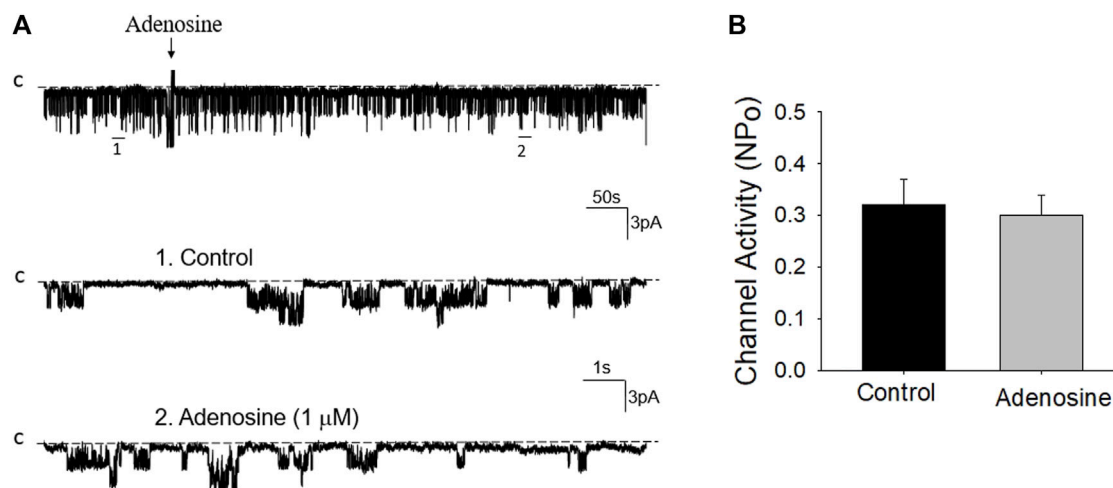 A
Adenosine
C
1
2
50s
3pA
1. Control
C
1s
3pA
2. Adenosine (1 μM)
C
B
Channel Activity (NPo)
0.5
0.4
0.3
0.2
0.1
0.0
Control
Adenosine